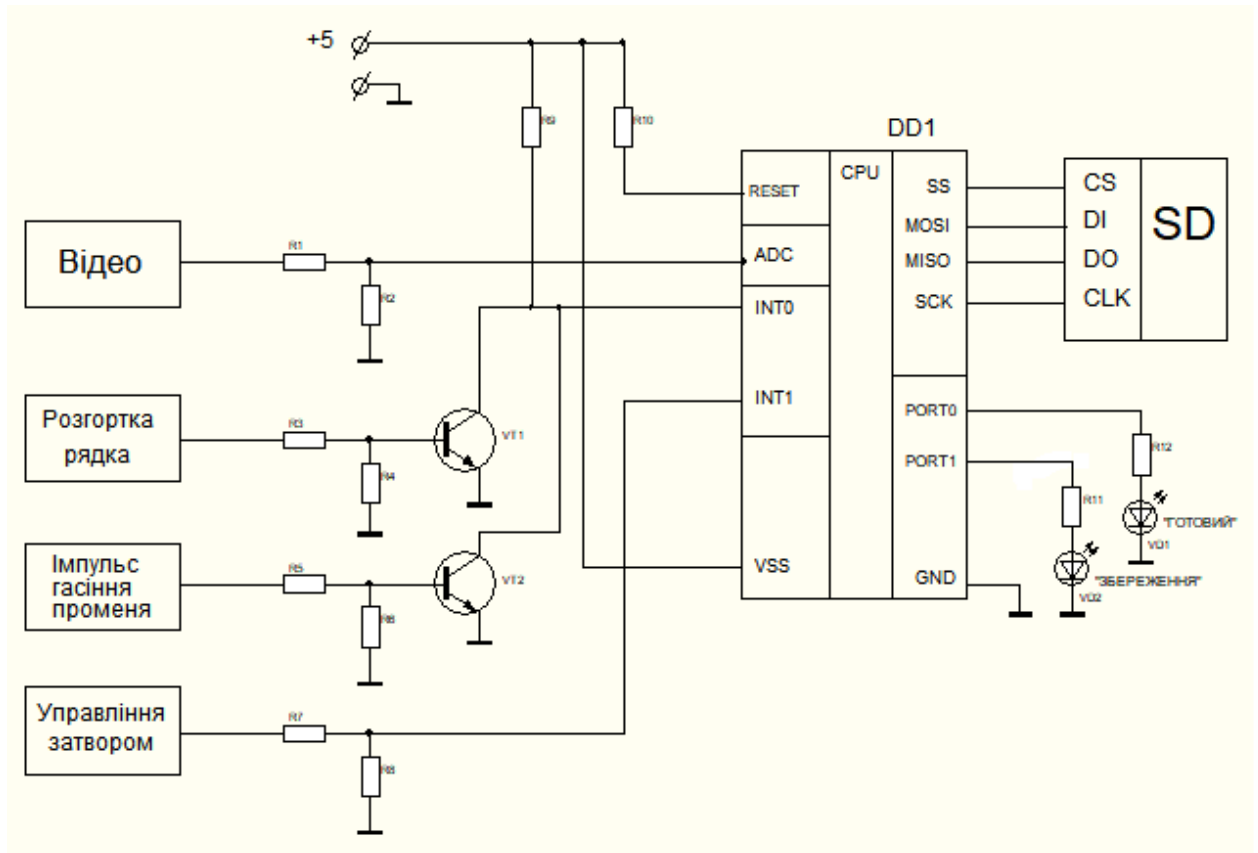 +5
R9
R10
DD1
CPU
RESET
ADC
INT0
INT1
VSS
SS
MOSI
MISO
SCK
PORT0
PORT1
GND
CS
DI
DO
CLK
SD
Відео
R1
R2
Розгортка
рядка
R3
R4
VT1
Імпульс
гасіння
променя
R5
R6
VT2
Управління
затвором
R7
R8
R12
"ГОТОВИЙ"
VD1
R11
"ЗБЕРЕЖЕННЯ"
VD2